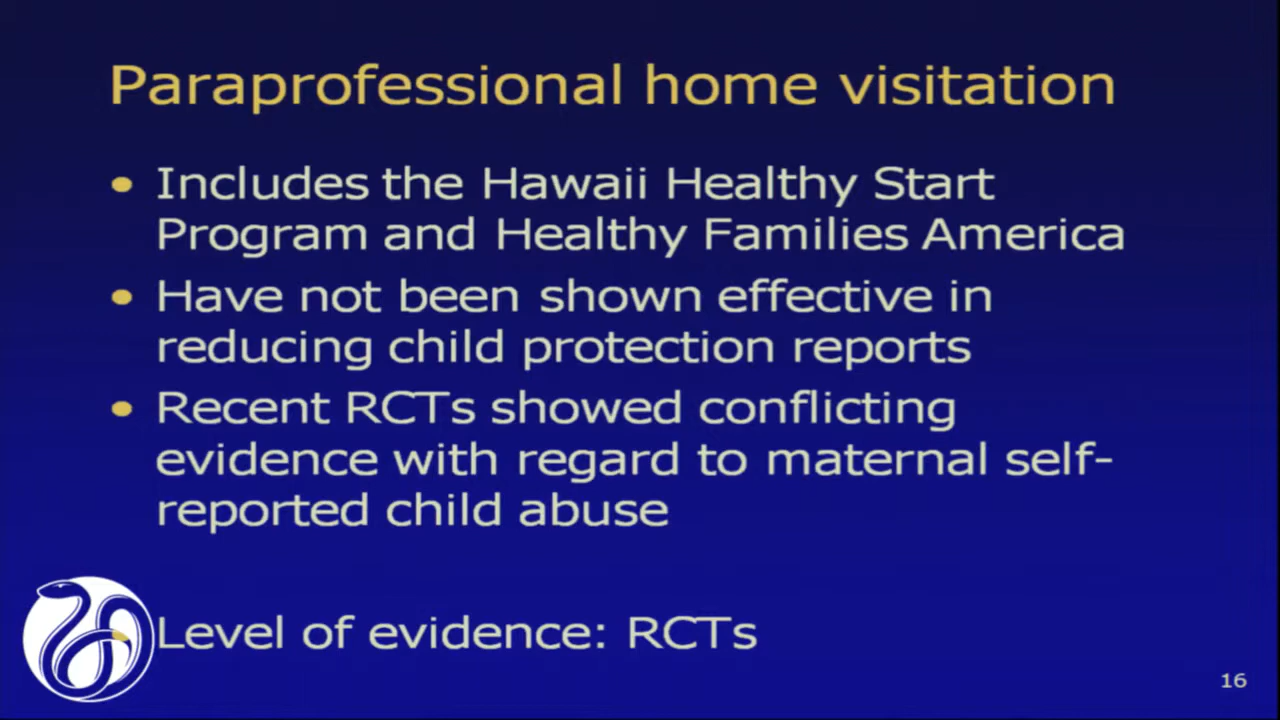 Paraprofessional home visitation
• Includes the Hawaii Healthy Start
Program and Healthy Families America
• Have not been shown effective in
reducing child protection reports
• Recent RCTs showed conflicting
evidence with regard to maternal self-
reported child abuse
Level of evidence: RCTs
16